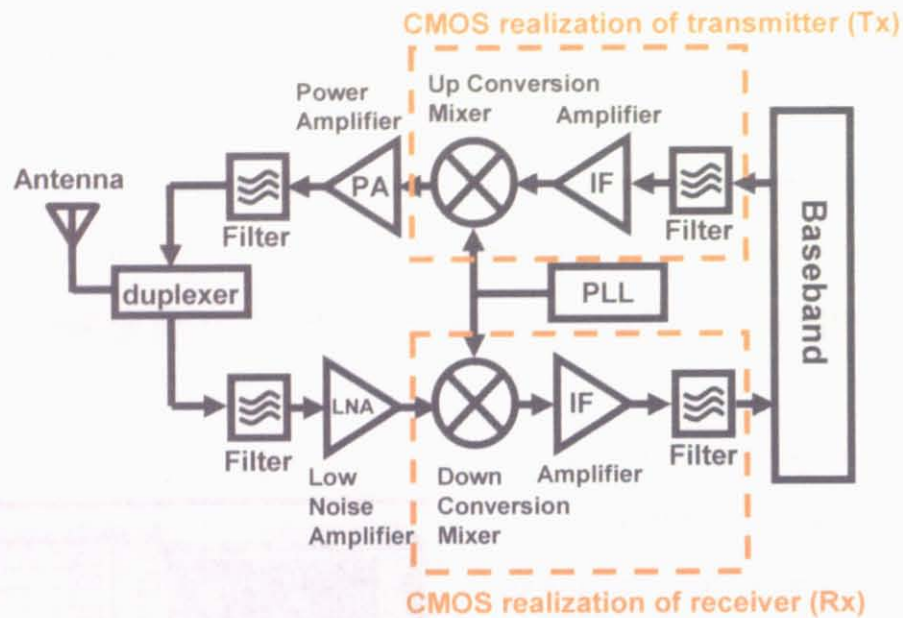 CMOS realization of transmitter (Tx)
Power
Amplifier
Up Conversion
Mixer
Amplifier
Antenna
PA
IF
Filter
Filter
duplexer
PLL
Baseband
LNA
IF
Filter
Filter
Low
Noise
Amplifier
Down
Conversion
Mixer
Amplifier
CMOS realization of receiver (Rx)